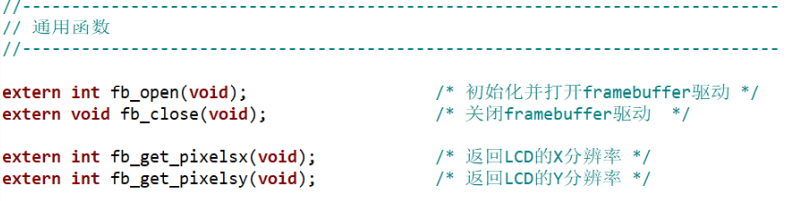 //------------------------------------------------------------------------------
// 通用函数
//------------------------------------------------------------------------------
extern int fb_open(void); /* 初始化并打开framebuffer驱动 */
extern void fb_close(void); /* 关闭framebuffer驱动 */
extern int fb_get_pixelsx(void); /* 返回LCD的X分辨率 */
extern int fb_get_pixelsy(void); /* 返回LCD的Y分辨率 */